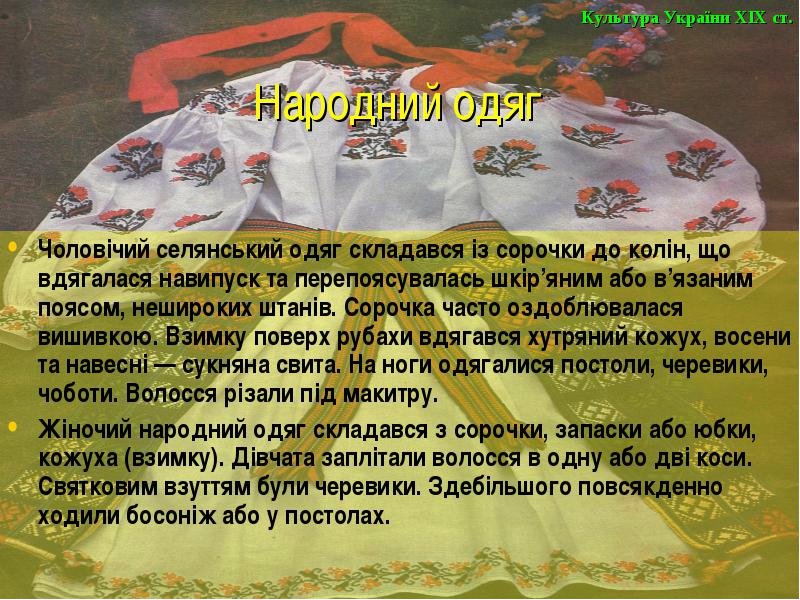 Культура України XIX ст.
Народний одяг
• Чоловічий селянський одяг складався із сорочки до колін, що
вдягалася навипуск та перепоясувалась шкір’яним або в’язаним
поясом, нешироких штанів. Сорочка часто оздоблювалася
вишивкою. Взимку поверх рубахи вдягався хутряний кожух, восени
та навесні — сукняна свита. На ноги одягалися постоли, черевики,
чоботи. Волосся різали під макитру.
• Жіночий народний одяг складався з сорочки, запаски або юбки,
кожуха (взимку). Дівчата заплітали волосся в одну або дві коси.
Святковим взуттям були черевики. Здебільшого повсякденно
ходили босоніж або у постолах.